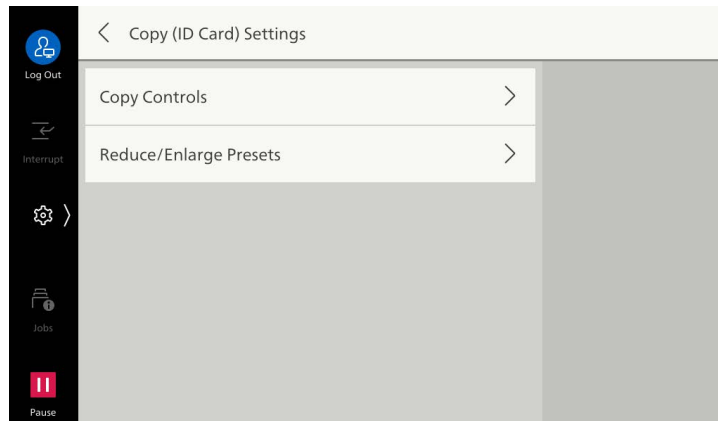 Copy (ID Card) Settings
Log Out
Copy Controls
Interrupt
Reduce/Enlarge Presets
Jobs
Pause